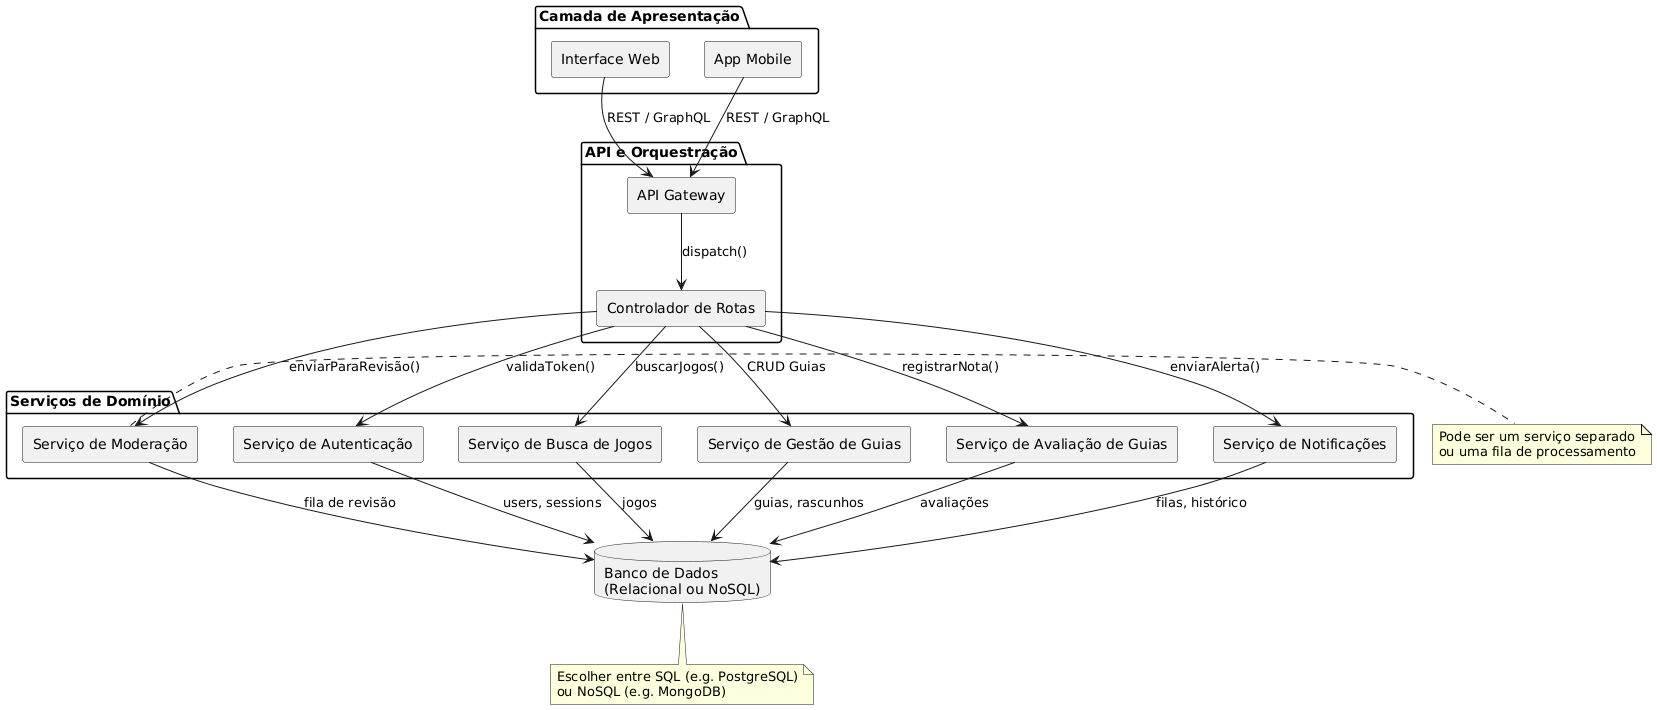 Camada de Apresentação
Interface Web
App Mobile
REST / GraphQL
REST / GraphQL
API e Orquestração
API Gateway
dispatch()
Controlador de Rotas
enviarParaRevisão()
validaToken()
buscarJogos()
CRUD Guias
registrarNota()
enviarAlerta()
Serviços de Domínio
Serviço de Moderação
Serviço de Autenticação
Serviço de Busca de Jogos
Serviço de Gestão de Guias
Serviço de Avaliação de Guias
Serviço de Notificações
Pode ser um serviço separado
ou uma fila de processamento
fila de revisão
users, sessions
jogos
guias, rascunhos
avaliações
filas, histórico
Banco de Dados
(Relacional ou NoSQL)
Escolher entre SQL (e.g. PostgreSQL)
ou NoSQL (e.g. MongoDB)